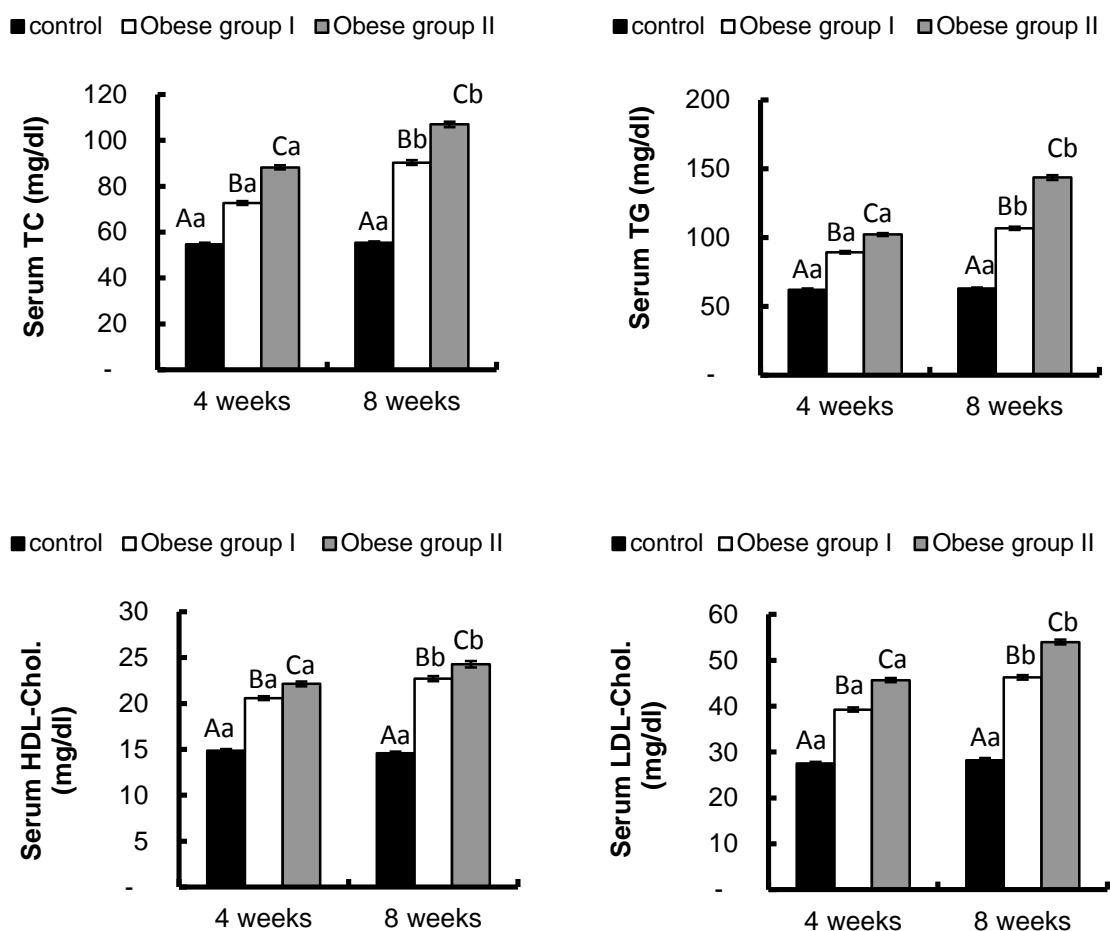 control Obese group I Obese group II
Serum TC (mg/dl)
120
100
80
60
40
20
-
Aa
Ba
Ca
Aa
Bb
Cb
4 weeks 8 weeks
control Obese group I Obese group II
Serum TG (mg/dl)
200
150
100
50
-
Aa
Ba
Ca
Aa
Bb
Cb
4 weeks 8 weeks
control Obese group I Obese group II
Serum HDL-Chol.
(mg/dl)
30
25
20
15
10
5
-
Aa
Ba
Ca
Aa
Bb
Cb
4 weeks 8 weeks
control Obese group I Obese group II
Serum LDL-Chol.
(mg/dl)
60
50
40
30
20
10
-
Aa
Ba
Ca
Aa
Bb
Cb
4 weeks 8 weeks